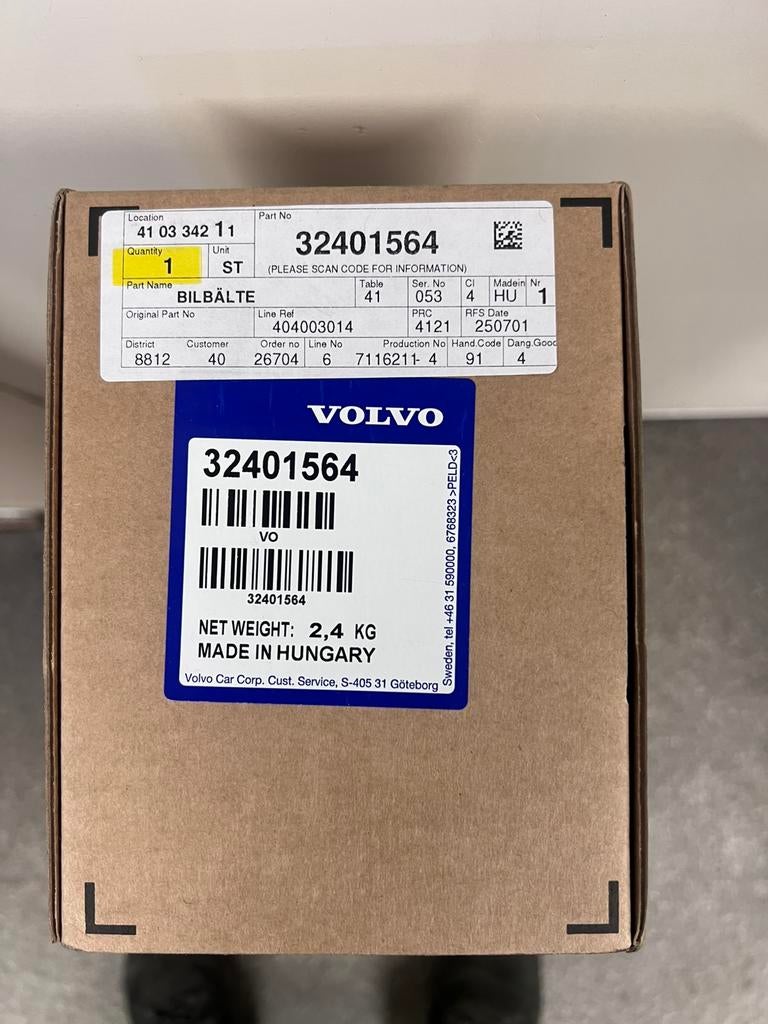 Location
41 03 342 11
Part No
32401564
(PLEASE SCAN CODE FOR INFORMATION)
Quantity
1
Unit
ST
Part Name
BILBÄLTE
Table
41
Ser. No
053
Cl
4
Madein
HU
Nr
1
Original Part No
Line Ref
404003014
PRC
4121
RFS Date
250701
District
8812
Customer
40
Order no
26704
Line No
6
Production No
7116211- 4
Hand.Code
91
Dang.Good
4
VOLVO
32401564
VO
32401564
NET WEIGHT: 2,4 KG
MADE IN HUNGARY
Volvo Car Corp. Cust. Service, S-405 31 Göteborg
Sweden, tel +46 31 590000, 6768323 >PELD<3